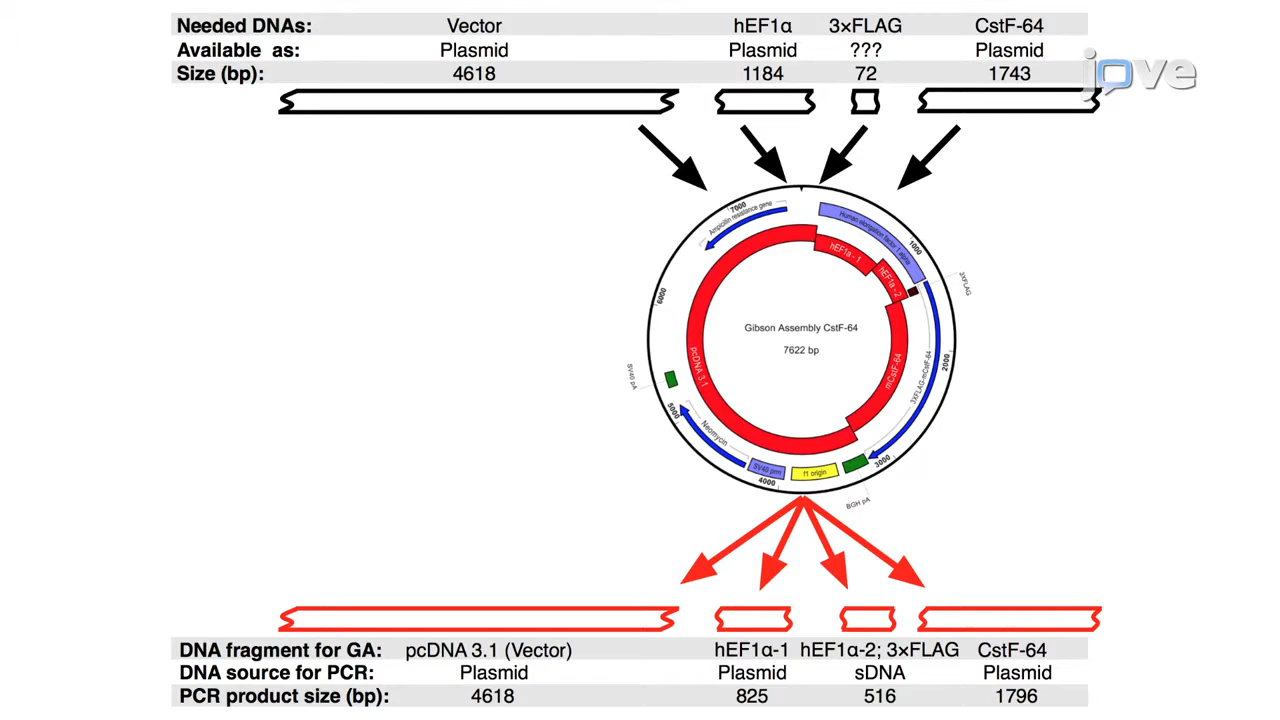 Needed DNAs: Vector hEF1α 3×FLAG CstF-64
Available as: Plasmid Plasmid ??? Plasmid
Size (bp): 4618 1184 72 1743
jove
7000
Ampicillin resistance gene
Human elongation factor 1 alpha
1000
hEF1a - 1
hEF1a - 2
3XFLAG
6000
Gibson Assembly CstF-64
7622 bp
pcDNA 3.1
mCstF-64
3XFLAG-mCstF-64
2000
SV40 pA
5000
Neomycin
SV40 prm
f1 origin
3000
4000
BGH pA
DNA fragment for GA: pcDNA 3.1 (Vector) hEF1α-1 hEF1α-2; 3×FLAG CstF-64
DNA source for PCR: Plasmid Plasmid sDNA Plasmid
PCR product size (bp): 4618 825 516 1796